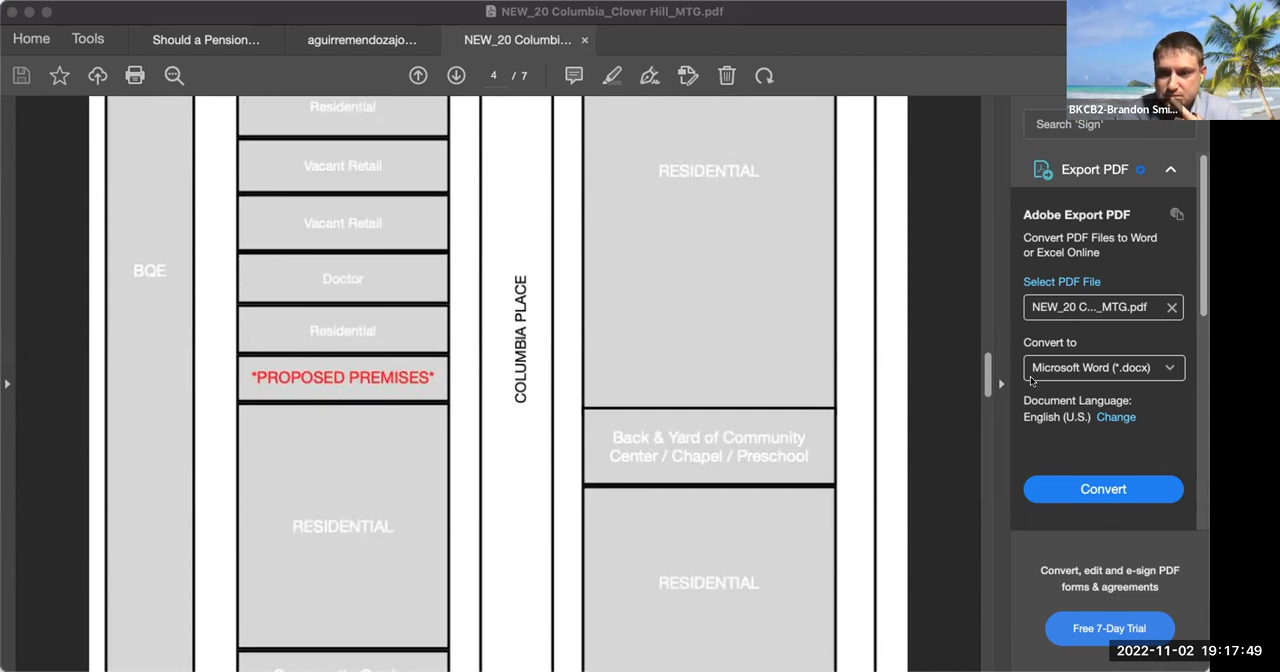 NEW_20 Columbia_Clover Hill_MTG.pdf
Home
Tools
Should a Pension...
aguirremendozajo...
NEW_20 Columbi...
×
4 / 7
BKCB2-Brandon Smi...
Search 'Sign'
Residential
Vacant Retail
Vacant Retail
Doctor
Residential
*PROPOSED PREMISES*
RESIDENTIAL
BQE
COLUMBIA PLACE
RESIDENTIAL
Back & Yard of Community
Center / Chapel / Preschool
RESIDENTIAL
Export PDF
Adobe Export PDF
Convert PDF Files to Word
or Excel Online
Select PDF File
NEW_20 C..._MTG.pdf
Convert to
Microsoft Word (*.docx)
Document Language:
English (U.S.) Change
Convert
Convert, edit and e-sign PDF
forms & agreements
Free 7-Day Trial
2022-11-02 19:17:49